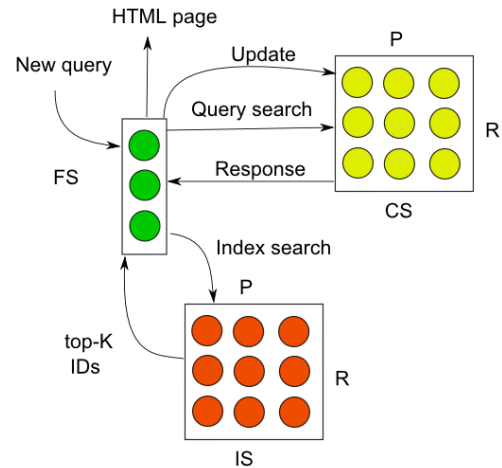 HTML page
P
Update
New query
Query search
R
FS
Response
CS
Index search
P
top-K
IDs
R
IS